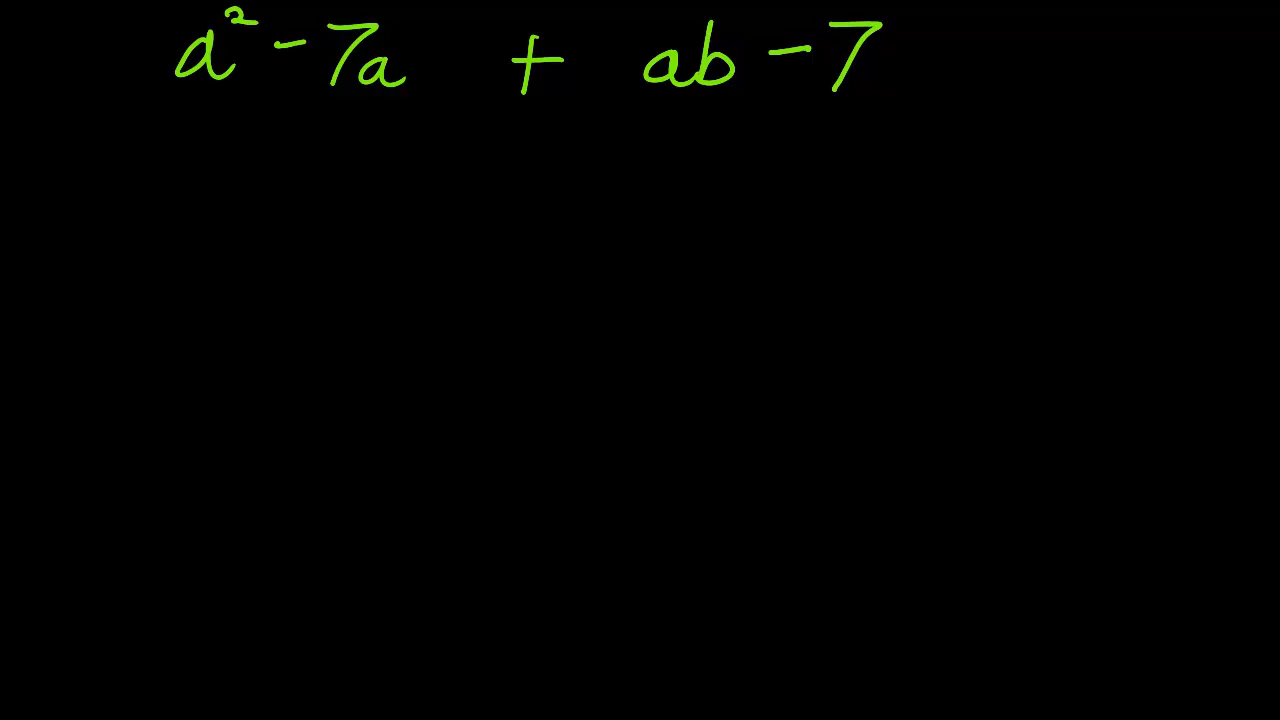 a² - 7a + ab - 7